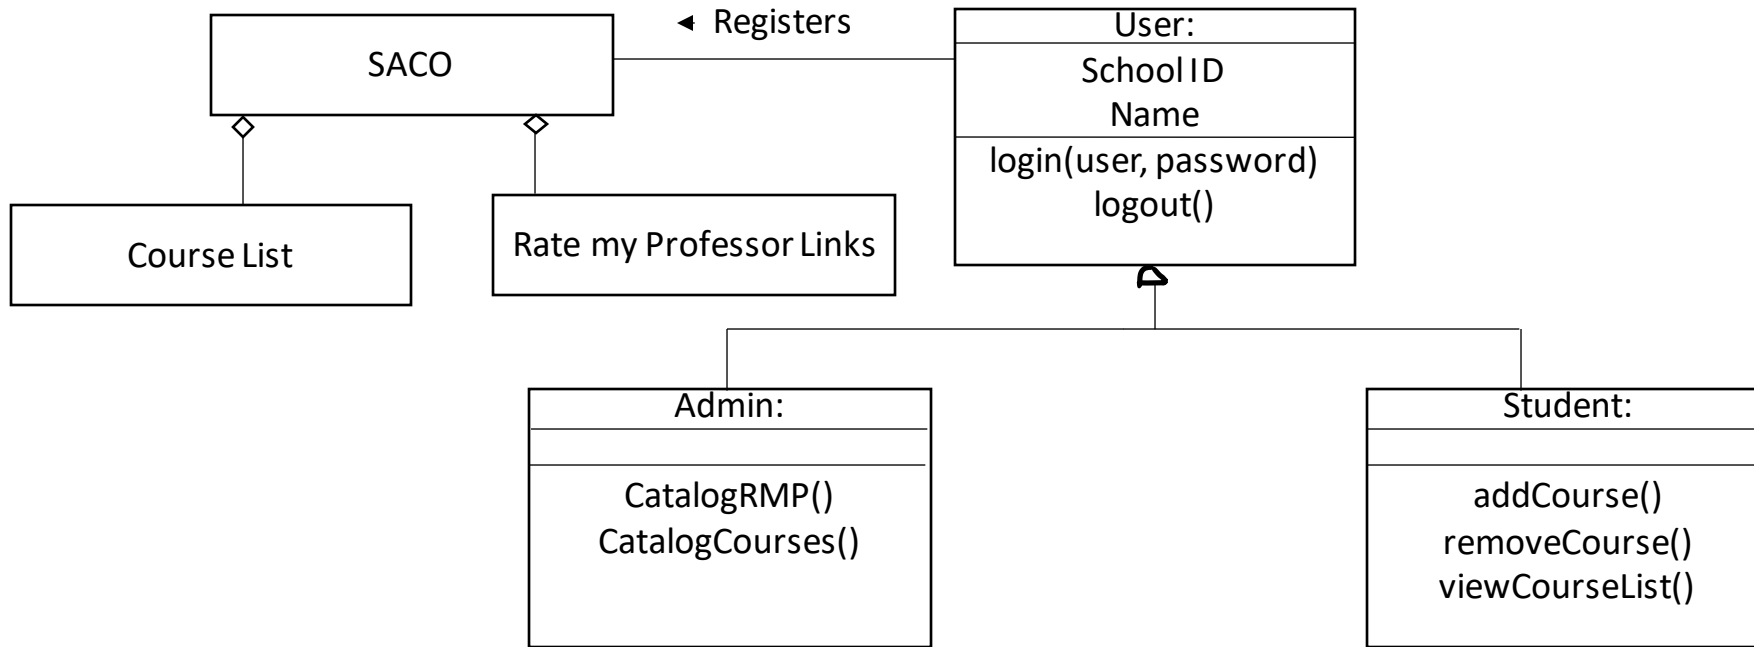 ◄ Registers
SACO
User:
School ID
Name
login(user, password)
logout()
Course List
Rate my Professor Links
Admin:
CatalogRMP()
CatalogCourses()
Student:
addCourse()
removeCourse()
viewCourseList()